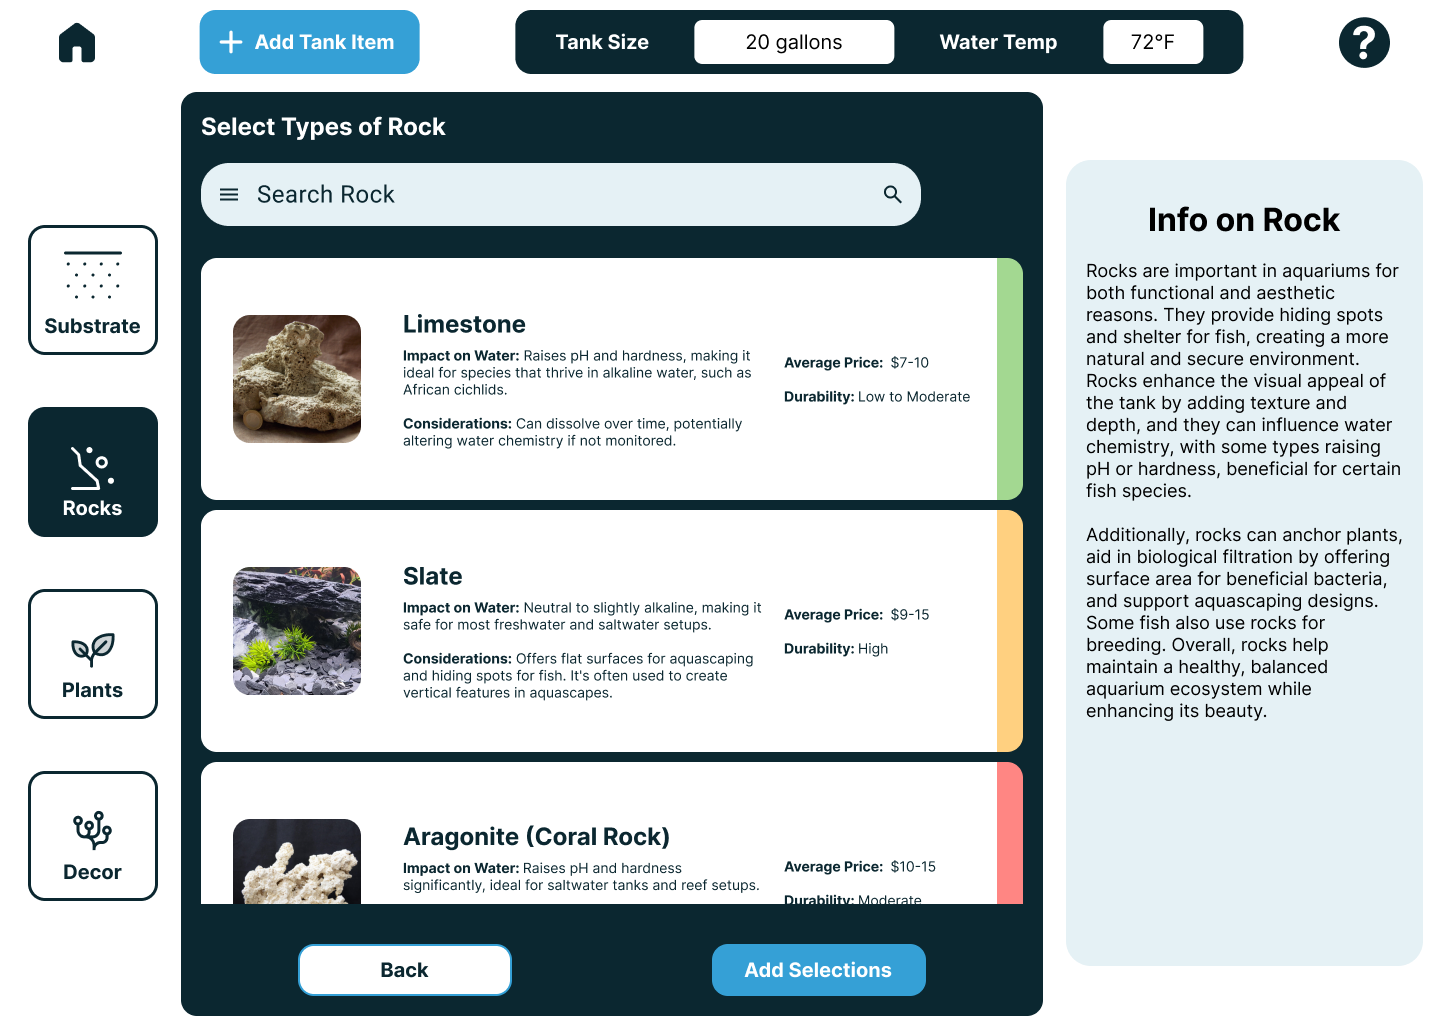 Add Tank Item
Tank Size
20 gallons
Water Temp
72°F
?
Select Types of Rock
Search Rock
Substrate
Rocks
Plants
Decor
Limestone
Impact on Water: Raises pH and hardness, making it
ideal for species that thrive in alkaline water, such as
African cichlids.
Considerations: Can dissolve over time, potentially
altering water chemistry if not monitored.
Average Price: $7-10
Durability: Low to Moderate
Slate
Impact on Water: Neutral to slightly alkaline, making it
safe for most freshwater and saltwater setups.
Considerations: Offers flat surfaces for aquascaping
and hiding spots for fish. It's often used to create
vertical features in aquascapes.
Average Price: $9-15
Durability: High
Aragonite (Coral Rock)
Impact on Water: Raises pH and hardness
significantly, ideal for saltwater tanks and reef setups.
Average Price: $10-15
Durability: Moderate
Back
Add Selections
Info on Rock
Rocks are important in aquariums for
both functional and aesthetic
reasons. They provide hiding spots
and shelter for fish, creating a more
natural and secure environment.
Rocks enhance the visual appeal of
the tank by adding texture and
depth, and they can influence water
chemistry, with some types raising
pH or hardness, beneficial for certain
fish species.
Additionally, rocks can anchor plants,
aid in biological filtration by offering
surface area for beneficial bacteria,
and support aquascaping designs.
Some fish also use rocks for
breeding. Overall, rocks help
maintain a healthy, balanced
aquarium ecosystem while
enhancing its beauty.